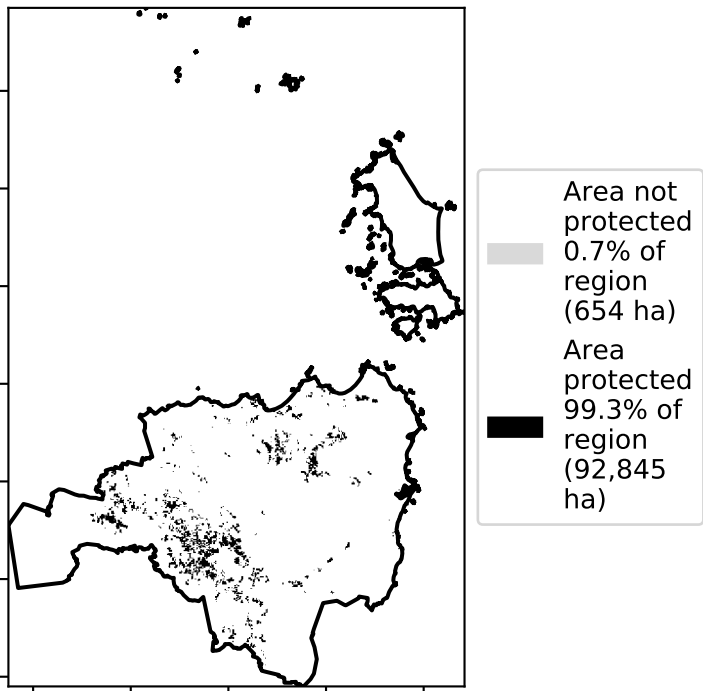 Area not
protected
0.7% of
region
(654 ha)
Area
protected
99.3% of
region
(92,845
ha)